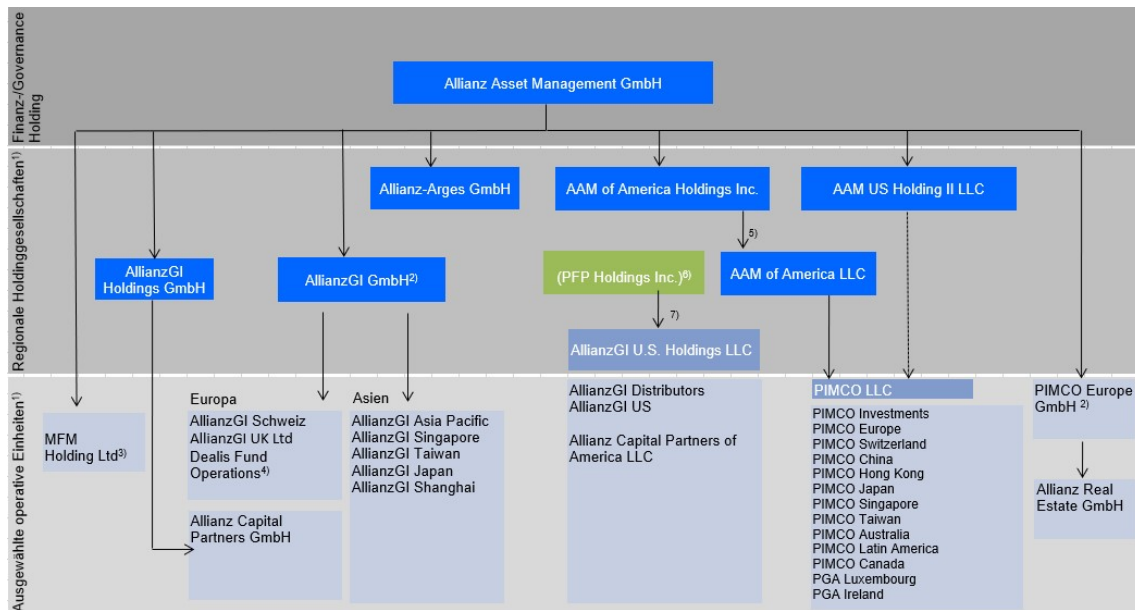 Finanz-/Governance
Holding
Allianz Asset Management GmbH
Regionale Holdinggesellschaften¹⁾
Allianz-Arges GmbH
AAM of America Holdings Inc.
AAM US Holding II LLC
5)
AllianzGI
Holdings GmbH
AllianzGI GmbH²⁾
(PFP Holdings Inc.)⁶⁾
AAM of America LLC
7)
AllianzGI U.S. Holdings LLC
Ausgewählte operative Einheiten¹⁾
MFM
Holding Ltd³⁾
Europa
AllianzGI Schweiz
AllianzGI UK Ltd
Dealis Fund
Operations⁴⁾
Allianz Capital
Partners GmbH
Asien
AllianzGI Asia Pacific
AllianzGI Singapore
AllianzGI Taiwan
AllianzGI Japan
AllianzGI Shanghai
AllianzGI Distributors
AllianzGI US
Allianz Capital Partners of
America LLC
PIMCO LLC
PIMCO Investments
PIMCO Europe
PIMCO Switzerland
PIMCO China
PIMCO Hong Kong
PIMCO Japan
PIMCO Singapore
PIMCO Taiwan
PIMCO Australia
PIMCO Latin America
PIMCO Canada
PGA Luxembourg
PGA Ireland
PIMCO Europe
GmbH ²⁾
Allianz Real
Estate GmbH